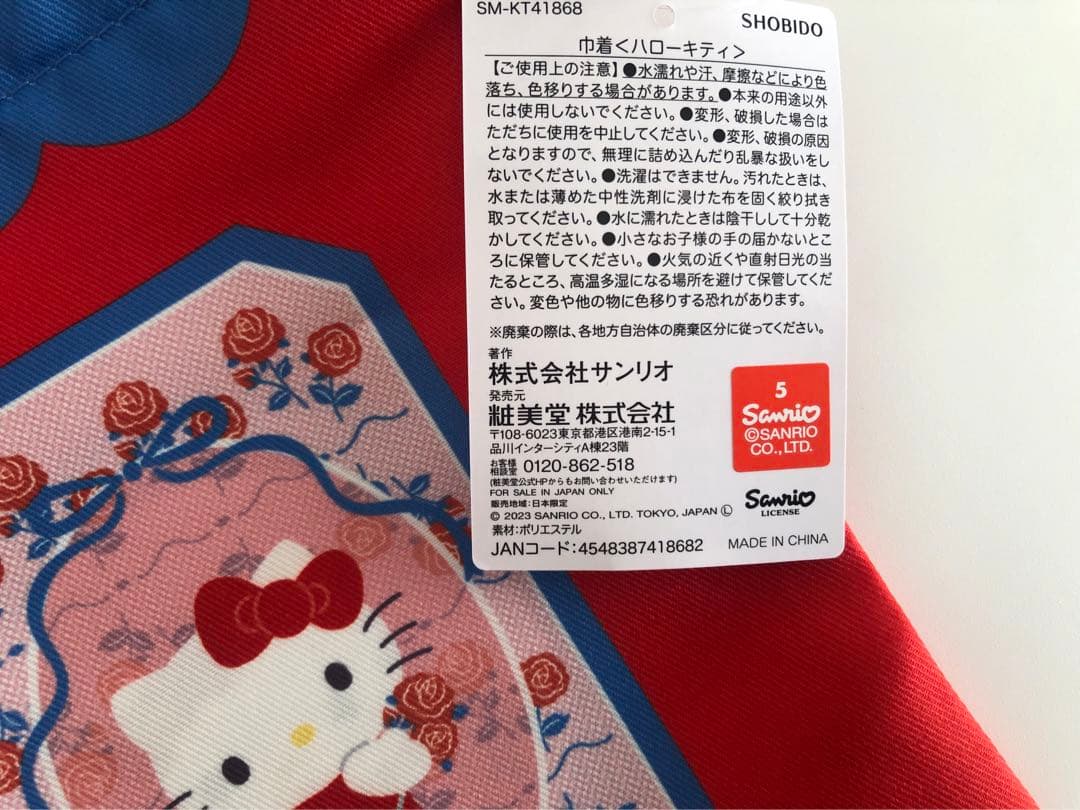 SM-KT41868
SHOBIDO
巾着<ハローキティ>
【ご使用上の注意】●水濡れや汗、摩擦などにより色
落ち、色移りする場合があります。●本来の用途以外
には使用しないでください。●変形、破損した場合は
ただちに使用を中止してください。●変形、破損の原因
となりますので、無理に詰め込んだり乱暴な扱いをし
ないでください。●洗濯はできません。汚れたときは、
水または薄めた中性洗剤に浸けた布を固く絞り拭き
取ってください。●水に濡れたときは陰干しして十分乾
かしてください。●小さなお子様の手の届かないとこ
ろに保管してください。●火気の近くや直射日光の当
たるところ、高温多湿になる場所を避けて保管してくだ
さい。変色や他の物に色移りする恐れがあります。
※廃棄の際は、各地方自治体の廃棄区分に従ってください。
著作
株式会社サンリオ
発売元
粧美堂 株式会社
〒108-6023東京都港区港南2-15-1
品川インターシティA棟23階
お客様相談室 0120-862-518
(粧美堂公式HPからもお問い合わせいただけます)
FOR SALE IN JAPAN ONLY
販売地域:日本限定
© 2023 SANRIO CO., LTD. TOKYO, JAPAN Ⓛ
素材:ポリエステル
JANコード:4548387418682
5
Sanrio
©SANRIO
CO.,LTD.
Sanrio
LICENSE
MADE IN CHINA